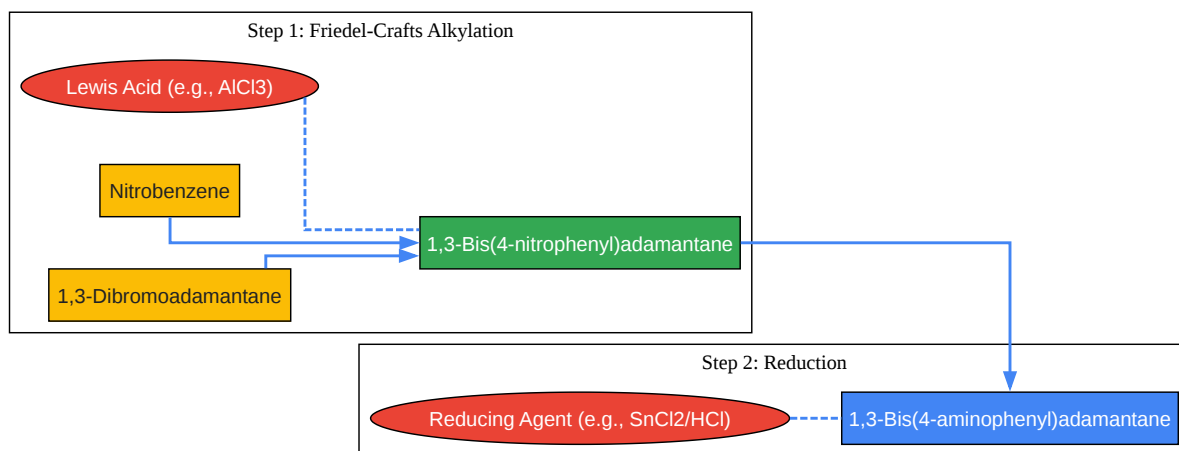 Step 1: Friedel-Crafts Alkylation
Lewis Acid (e.g., AlCl3)
Nitrobenzene
1,3-Bis(4-nitrophenyl)adamantane
1,3-Dibromoadamantane
Step 2: Reduction
Reducing Agent (e.g., SnCl2/HCl)
1,3-Bis(4-aminophenyl)adamantane